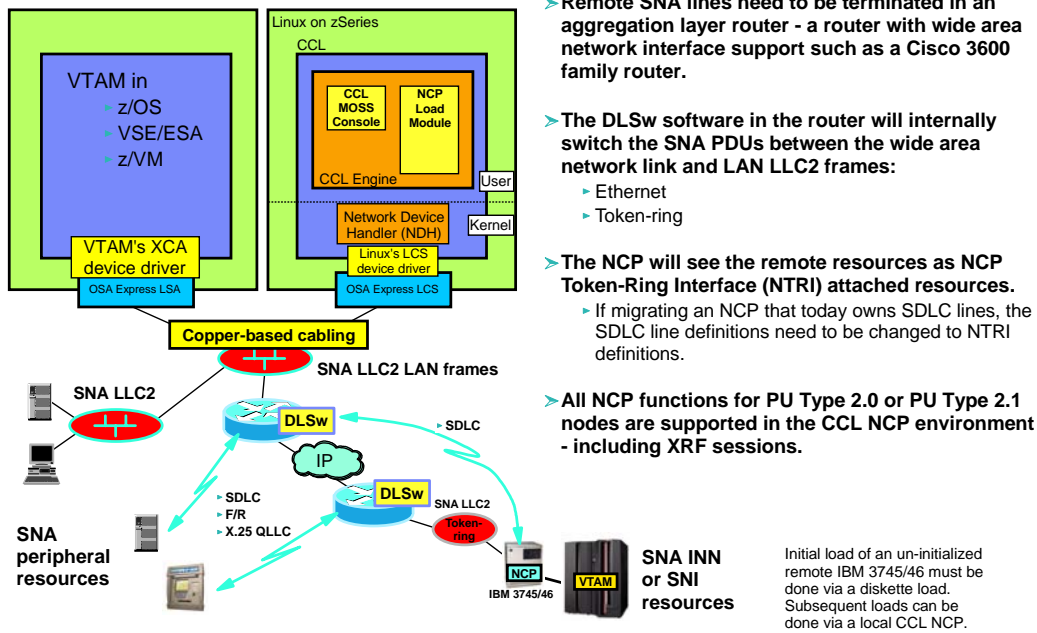 Linux on zSeries
CCL
VTAM in
z/OS
VSE/ESA
z/VM
CCL
MOSS
Console
NCP
Load
Module
CCL Engine
User
Kernel
Network Device
Handler (NDH)
VTAM's XCA
device driver
Linux's LCS
device driver
OSA Express LSA
OSA Express LCS
Copper-based cabling
SNA LLC2 LAN frames
SNA LLC2
DLSw
SDLC
IP
DLSw
SNA LLC2
SDLC
F/R
X.25 QLLC
Token-
ring
SNA
peripheral
resources
NCP
IBM 3745/46
VTAM
SNA INN
or SNI
resources
Remote SNA lines need to be terminated in an
aggregation layer router - a router with wide area
network interface support such as a Cisco 3600
family router.
The DLSw software in the router will internally
switch the SNA PDUs between the wide area
network link and LAN LLC2 frames:
Ethernet
Token-ring
The NCP will see the remote resources as NCP
Token-Ring Interface (NTRI) attached resources.
If migrating an NCP that today owns SDLC lines, the
SDLC line definitions need to be changed to NTRI
definitions.
All NCP functions for PU Type 2.0 or PU Type 2.1
nodes are supported in the CCL NCP environment
- including XRF sessions.
Initial load of an un-initialized
remote IBM 3745/46 must be
done via a diskette load.
Subsequent loads can be
done via a local CCL NCP.